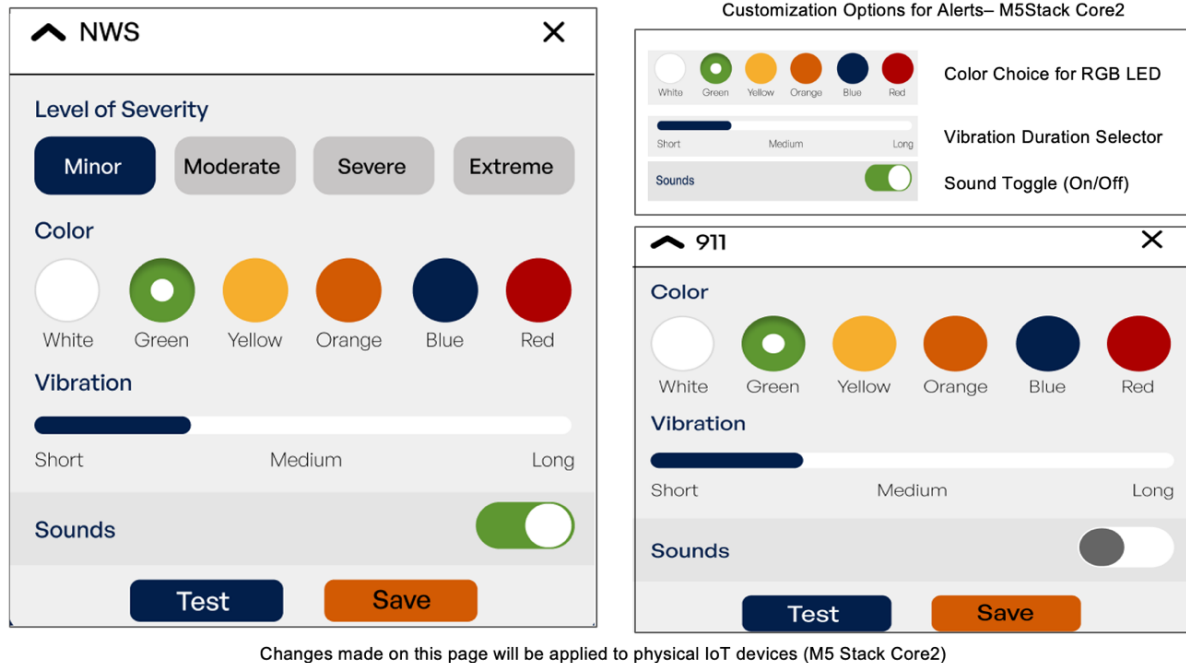 NWS
Level of Severity
Minor Moderate Severe Extreme
Color
White Green Yellow Orange Blue Red
Vibration
Short Medium Long
Sounds
Test Save
Customization Options for Alerts– M5Stack Core2
White Green Yellow Orange Blue Red
Color Choice for RGB LED
Short Medium Long
Vibration Duration Selector
Sounds
Sound Toggle (On/Off)
911
Color
White Green Yellow Orange Blue Red
Vibration
Short Medium Long
Sounds
Test Save
Changes made on this page will be applied to physical IoT devices (M5 Stack Core2)